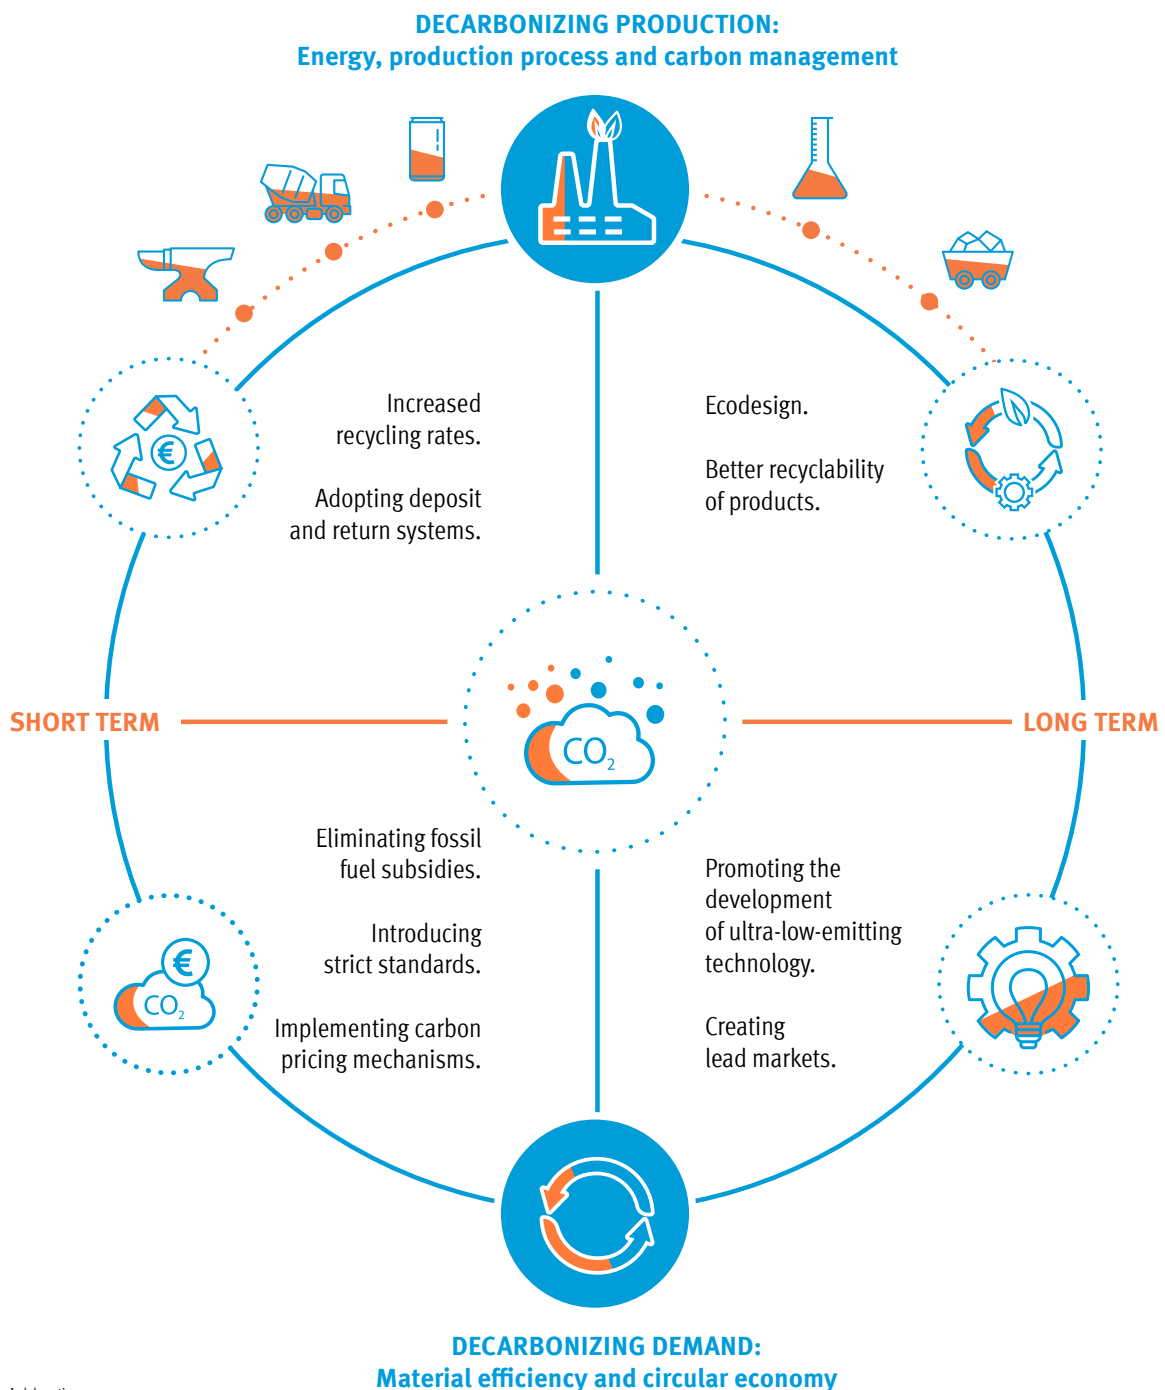 DECARBONIZING PRODUCTION:
Energy, production process and carbon management
Increased
recycling rates.
Adopting deposit
and return systems.
Ecodesign.
Better recyclability
of products.
€
SHORT TERM
LONG TERM
CO2
Eliminating fossil
fuel subsidies.
Introducing
strict standards.
Implementing carbon
pricing mechanisms.
Promoting the
development
of ultra-low-emitting
technology.
Creating
lead markets.
€
CO2
DECARBONIZING DEMAND:
Material efficiency and circular economy